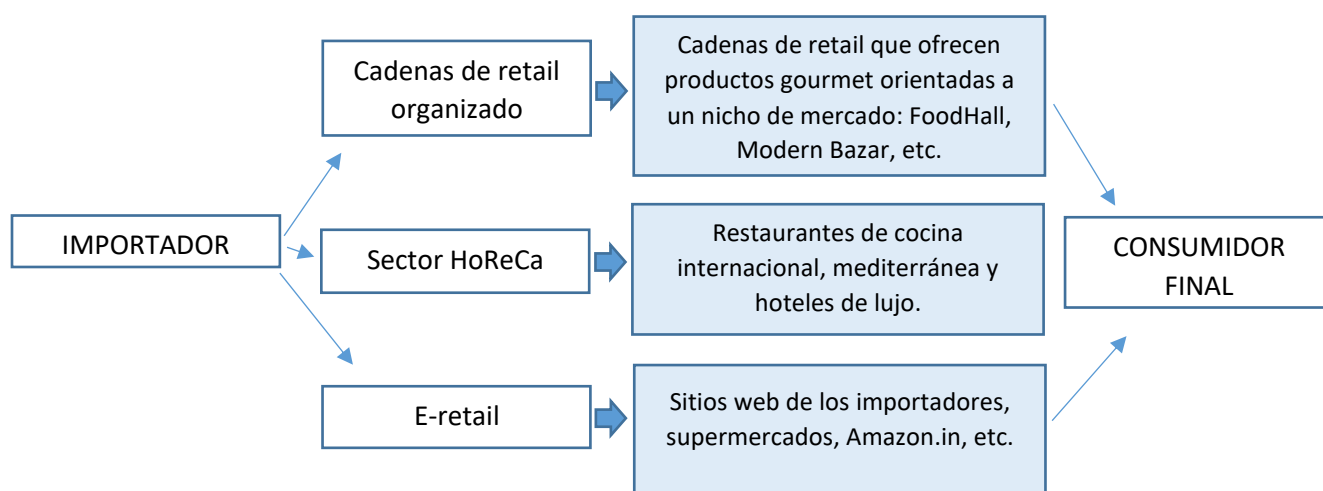 Cadenas de retail
organizado
Cadenas de retail que ofrecen
productos gourmet orientadas a
un nicho de mercado: FoodHall,
Modern Bazar, etc.
IMPORTADOR
Sector HoReCa
Restaurantes de cocina
internacional, mediterránea y
hoteles de lujo.
CONSUMIDOR
FINAL
E-retail
Sitios web de los importadores,
supermercados, Amazon.in, etc.